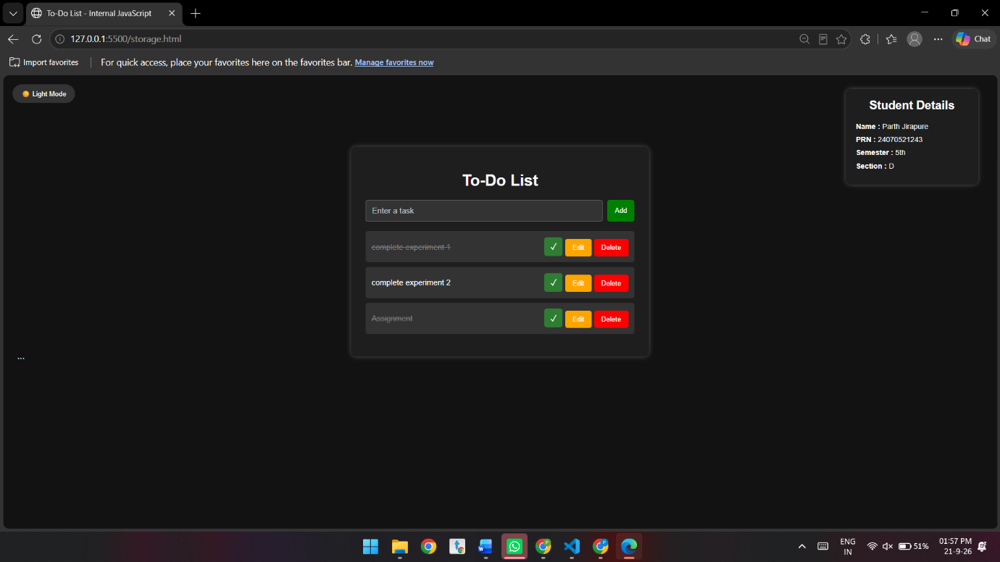 To-Do List - Internal JavaScript
127.0.0.1:5500/storage.html
Chat
Import favorites
For quick access, place your favorites here on the favorites bar. Manage favorites now
Light Mode
Student Details
Name : Parth Jirapure
PRN : 24070521243
Semester : 5th
Section : D
To-Do List
Enter a task
Add
complete experiment 1
✓ Edit Delete
complete experiment 2
✓ Edit Delete
Assignment
✓ Edit Delete
```
ENG
IN
51%
01:57 PM
21-9-26